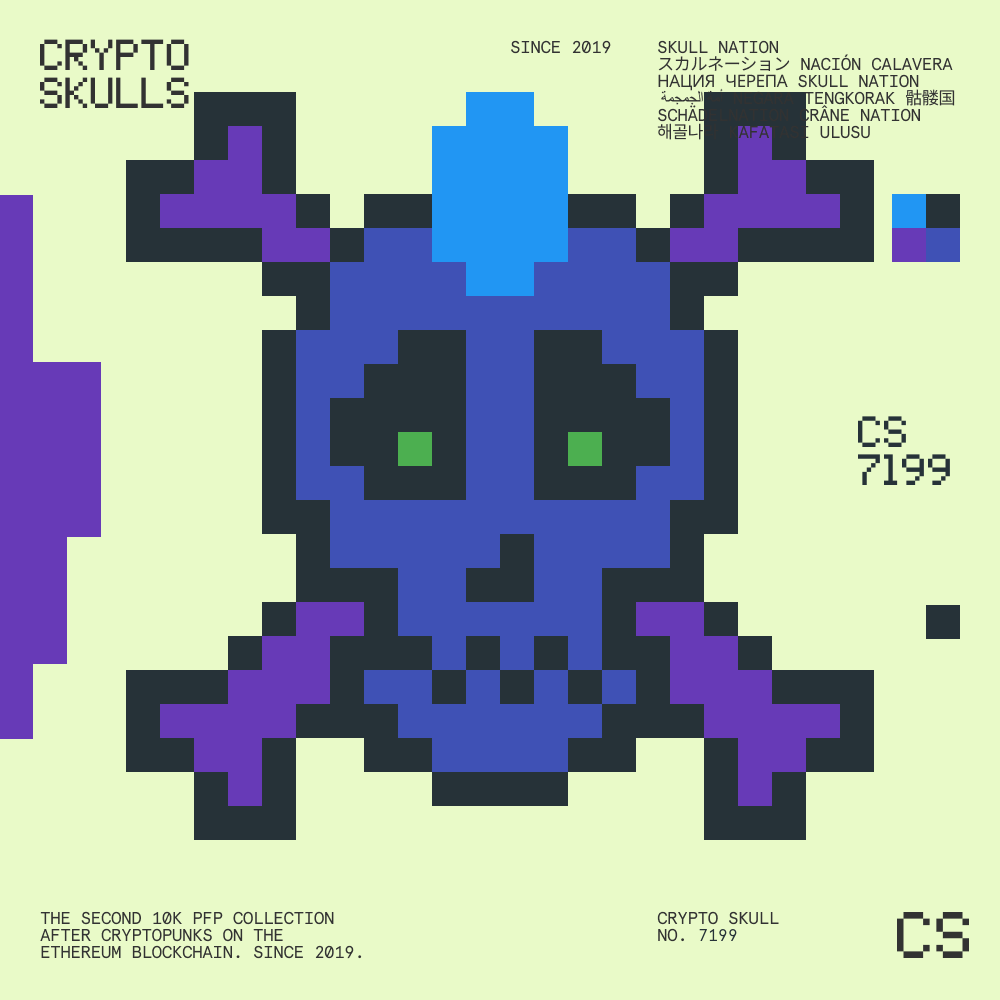 CRYPTO
SKULLS
SINCE 2019
SKULL NATION
スカルネーション NACIÓN CALAVERA
НАЦИЯ ЧЕРЕПА SKULL NATION
الجمجمة TENGKORAK 骷髅国
CRÂNE NATION
해골나 ULUSU
CS
7199
THE SECOND 10K PFP COLLECTION
AFTER CRYPTOPUNKS ON THE
ETHEREUM BLOCKCHAIN. SINCE 2019.
CRYPTO SKULL
NO. 7199
CS